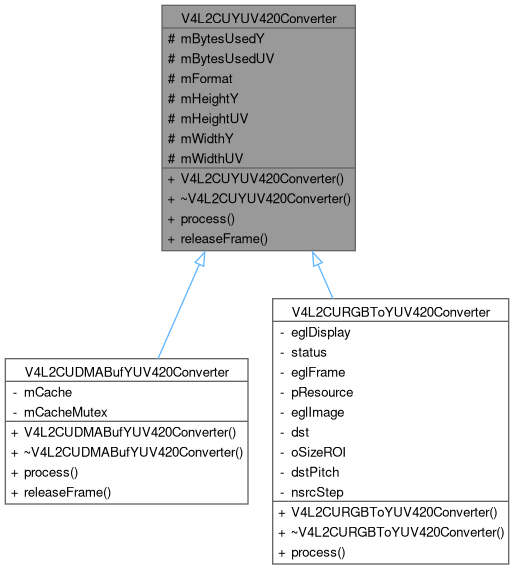 V4L2CUYUV420Converter
# mBytesUsedY
# mBytesUsedUV
# mFormat
# mHeightY
# mHeightUV
# mWidthY
# mWidthUV
+ V4L2CUYUV420Converter()
+ ~V4L2CUYUV420Converter()
+ process()
+ releaseFrame()
V4L2CUDMABufYUV420Converter
- mCache
- mCacheMutex
+ V4L2CUDMABufYUV420Converter()
+ ~V4L2CUDMABufYUV420Converter()
+ process()
+ releaseFrame()
V4L2CURGBToYUV420Converter
- eglDisplay
- status
- eglFrame
- pResource
- eglImage
- dst
- oSizeROI
- dstPitch
- nsrcStep
+ V4L2CURGBToYUV420Converter()
+ ~V4L2CURGBToYUV420Converter()
+ process()